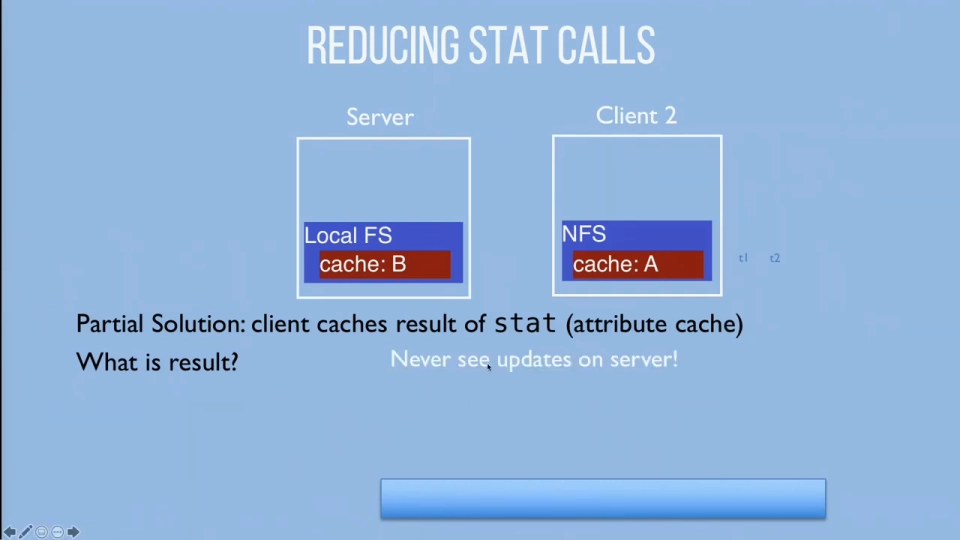 REDUCING STAT CALLS
Server
Client 2
Local FS
cache: B
NFS
cache: A
t1 t2
Partial Solution: client caches result of stat (attribute cache)
What is result?
Never see updates on server!